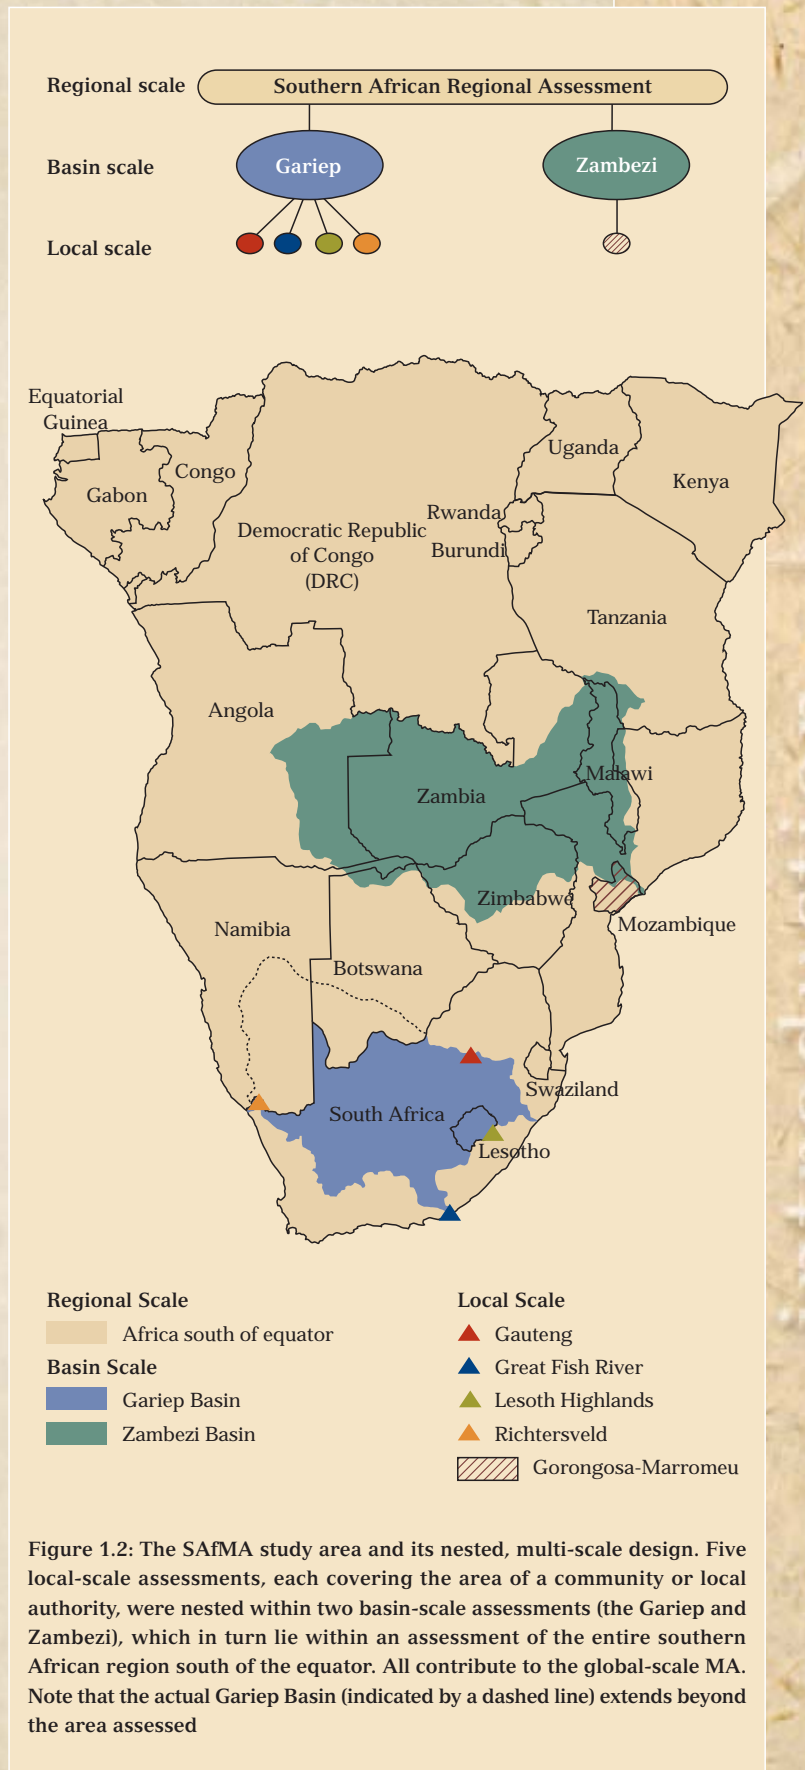 Regional scale
Southern African Regional Assessment
Basin scale
Gariep
Zambezi
Local scale
Equatorial
Guinea
Congo
Gabon
Uganda
Kenya
Rwanda
Democratic Republic
of Congo
(DRC)
Burundi
Tanzania
Angola
Malawi
Zambia
Zimbabwe
Mozambique
Namibia
Botswana
Swaziland
South Africa
Lesotho
Regional Scale
Africa south of equator
Basin Scale
Gariep Basin
Zambezi Basin
Local Scale
Gauteng
Great Fish River
Lesoth Highlands
Richtersveld
Gorongosa-Marromeu
Figure 1.2: The SAfMA study area and its nested, multi-scale design. Five
local-scale assessments, each covering the area of a community or local
authority, were nested within two basin-scale assessments (the Gariep and
Zambezi), which in turn lie within an assessment of the entire southern
African region south of the equator. All contribute to the global-scale MA.
Note that the actual Gariep Basin (indicated by a dashed line) extends beyond
the area assessed